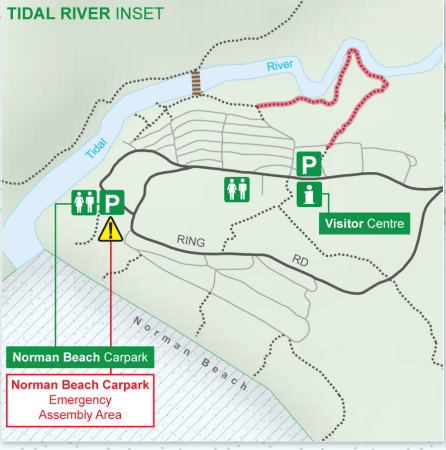 TIDAL RIVER INSET
River
Tidal
P
P
i
Visitor Centre
RING
RD
Norman Beach
Norman Beach Carpark
Norman Beach Carpark
Emergency
Assembly Area